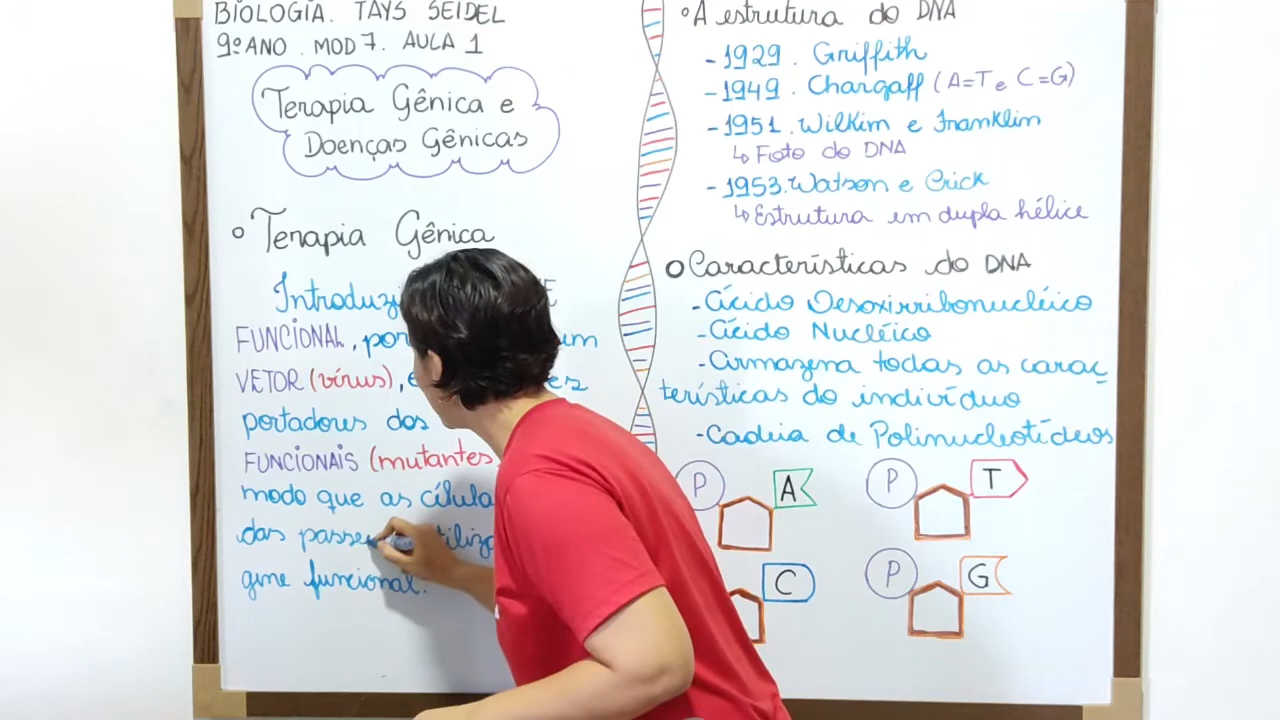 BIOLOGIA. TAYS SEIDEL
9º ANO. MOD 7. AULA 1
Terapia Gênica e
Doenças Gênicas
Terapia Gênica
FUNCIONAL, por um
VETOR (vírus),
portadores dos
FUNCIONAIS (mutantes
modo que as
das
gene funcional.
A estrutura do DNA
- 1929. Griffith
- 1949. Chargaff (A=T e C=G)
- 1951. Wilkim e Franklim
↳ Foto do DNA
- 1953. Watson e Crick
↳ Estrutura em dupla hélice
Características do DNA
- Ácido Desoxirribonucléico
- Ácido Nucléico
- Armazena todas as carac
terísticas do indivíduo
- Cadeia de Polinucleotídeos
P A P T
C P G